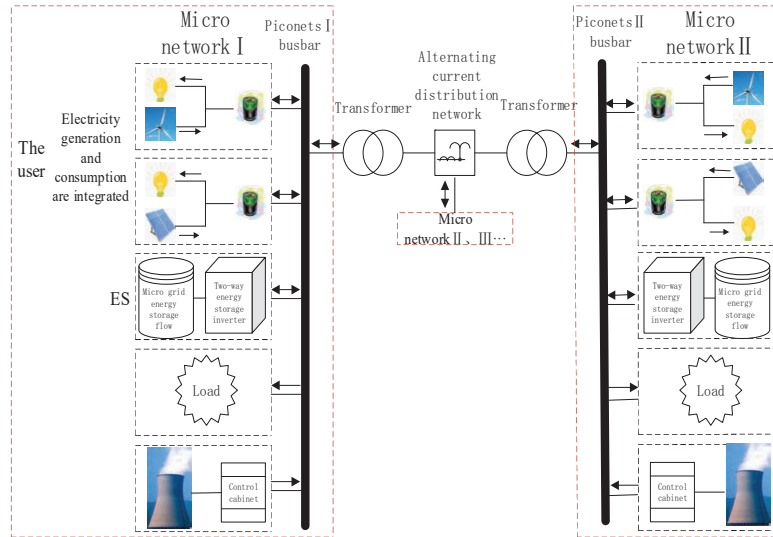 Micro
network Ⅰ
Piconets Ⅰ
busbar
The
user
Electricity
generation
and
consumption
are integrated
ES
Micro grid
energy
storage
flow
Two-way
energy
storage
inverter
Load
Control
cabinet
Transformer
Alternating
current
distribution
network
Transformer
Micro
network Ⅱ、Ⅲ…
Piconets Ⅱ
busbar
Micro
network Ⅱ
Two-way
energy
storage
inverter
Micro grid
energy
storage
flow
Load
Control
cabinet